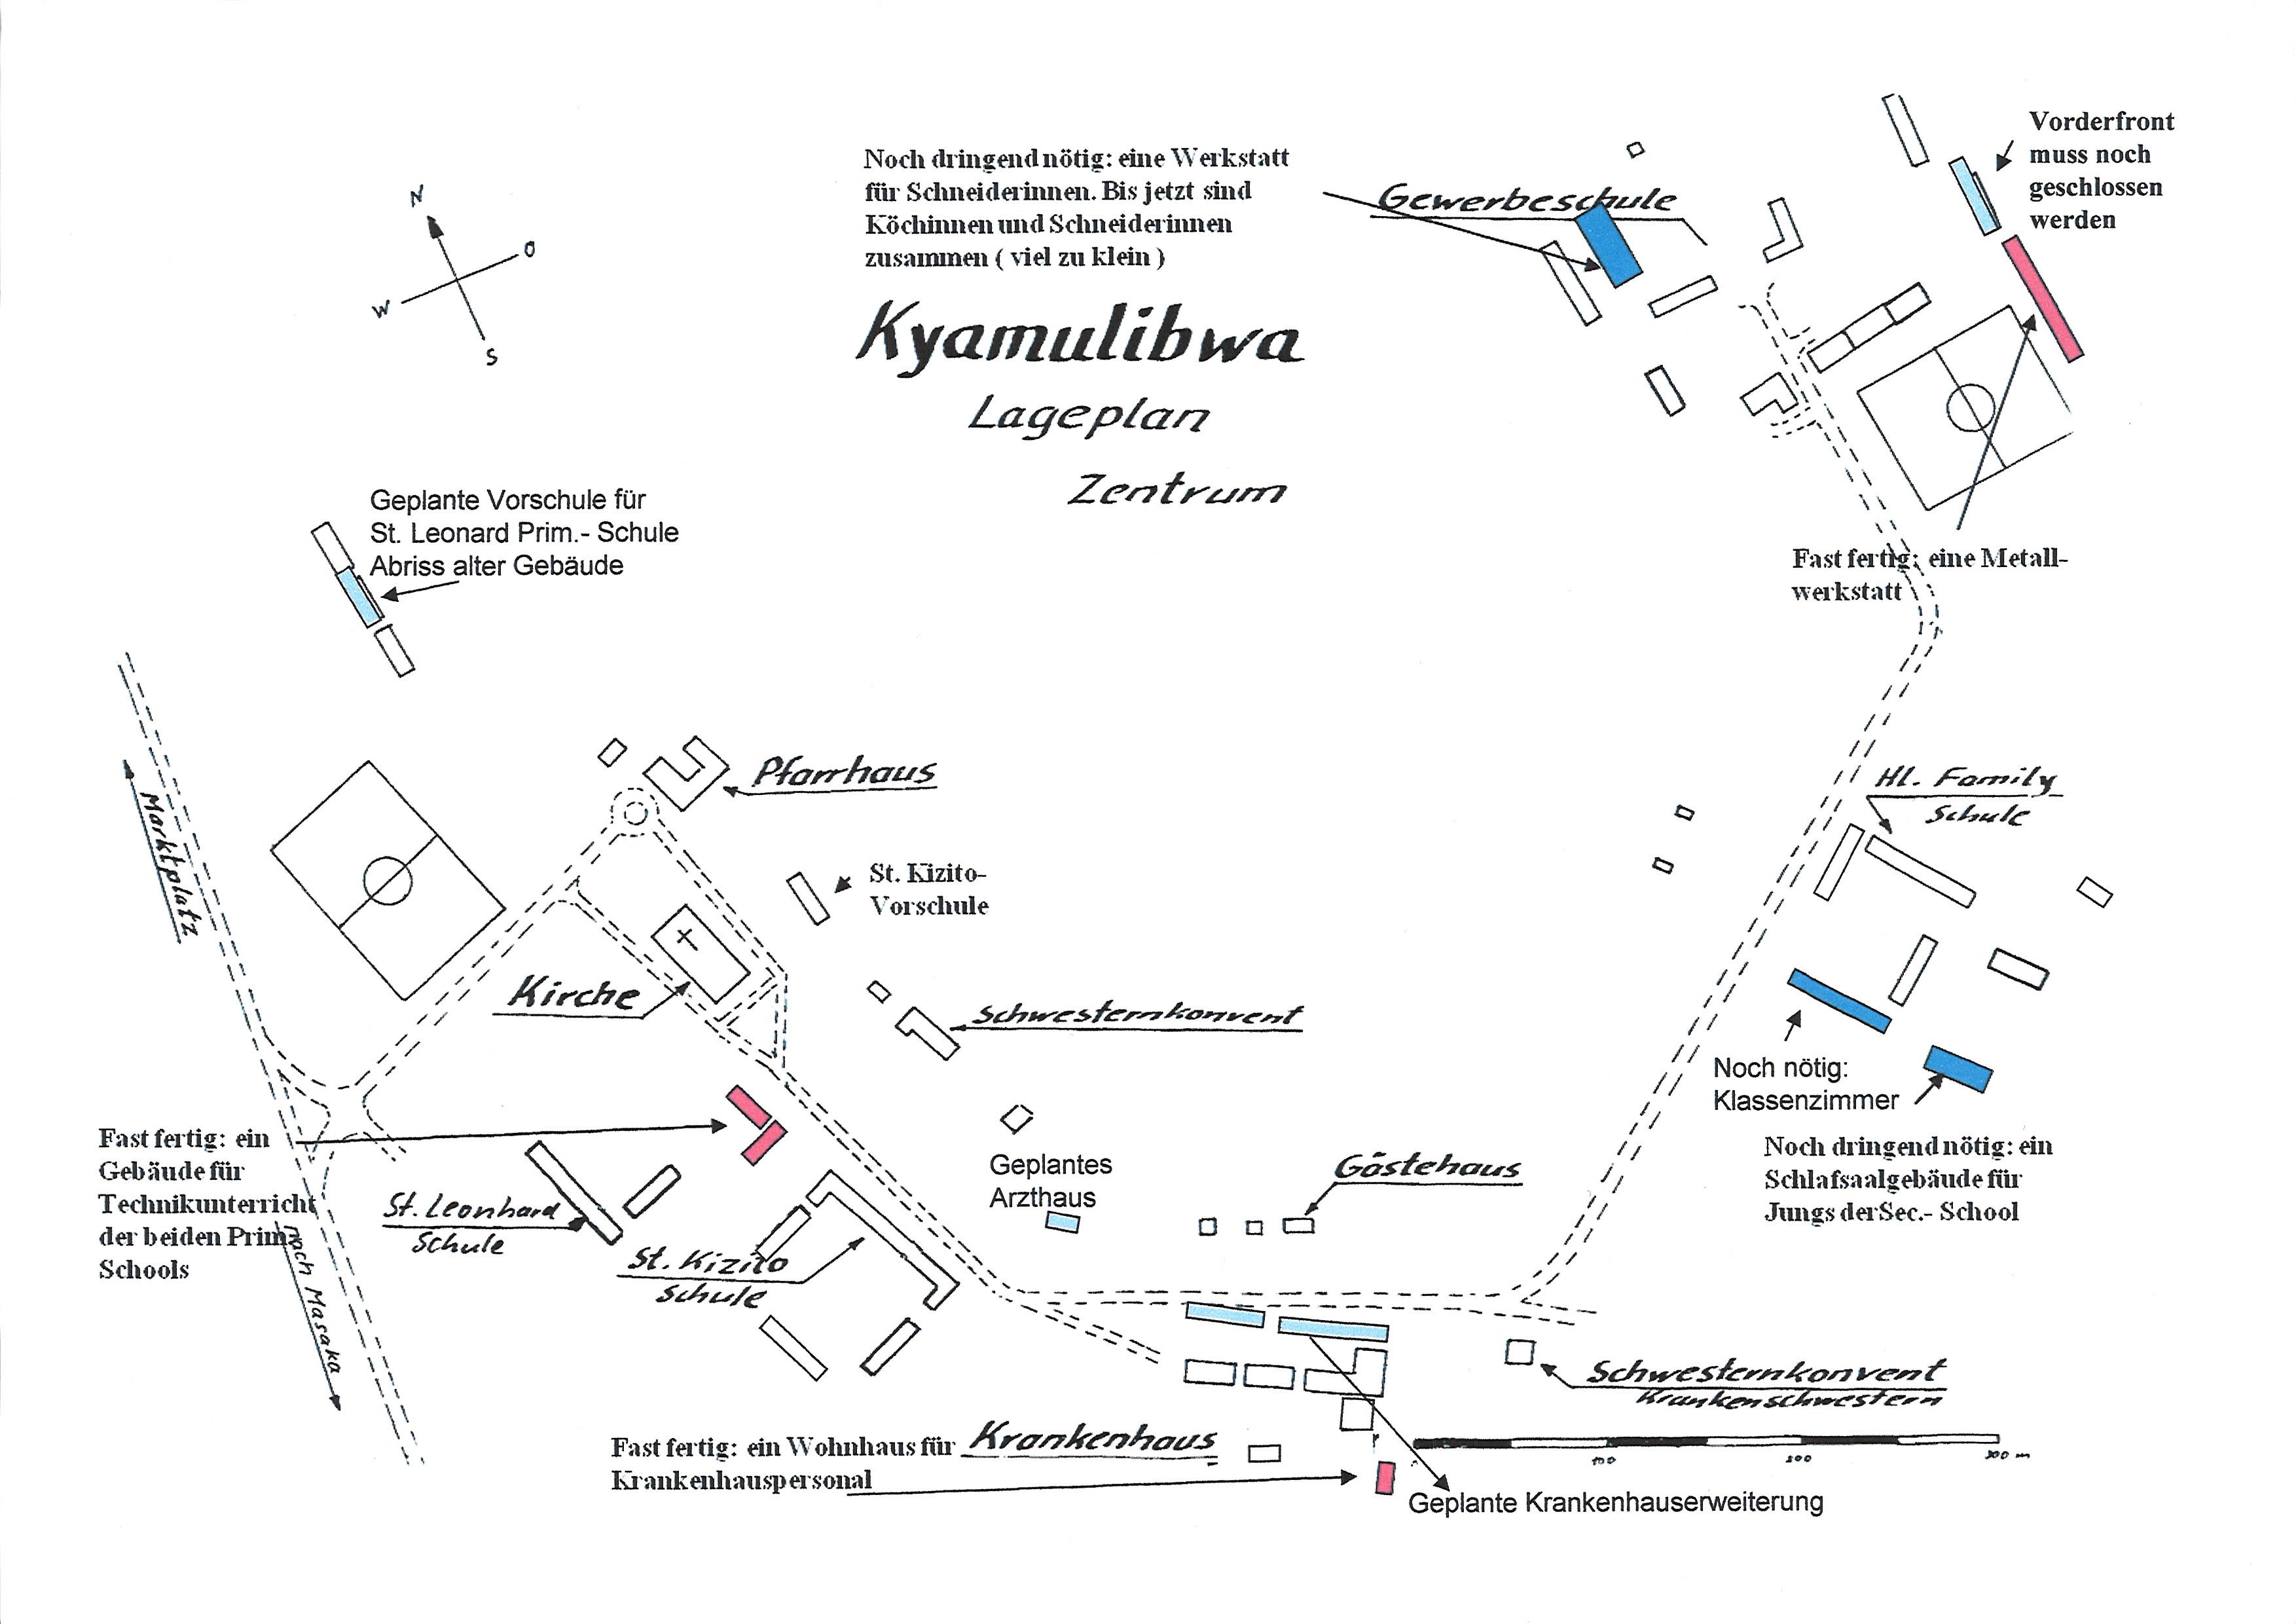 Vorderfront
muss noch
geschlossen
werden
Noch dringend nötig: eine Werkstatt
für Schneiderinnen. Bis jetzt sind
Köchinnen und Schneiderinnen
zusammen ( viel zu klein )
Gewerbeschule
N
O
W
S
Kyamulibwa
Lageplan
Zentrum
Geplante Vorschule für
St. Leonard Prim.- Schule
Abriss alter Gebäude
Fast fertig: eine Metall-
werkstatt
Pfarrhaus
Hl. Family
Schule
Marktplatz
St. Kizito-
Vorschule
Kirche
Schwesternkonvent
Noch nötig:
Klassenzimmer
Fast fertig: ein
Gebäude für
Technikunterricht
der beiden Prim.
Schools
Geplantes
Arzthaus
Gästehaus
Noch dringend nötig: ein
Schlafsaalgebäude für
Jungs derSec.- School
St. Leonhard
Schule
St. Kizito
Schule
nach Masaka
Schwesternkonvent
Krankenschwestern
Fast fertig: ein Wohnhaus für
Krankenhauspersonal
Krankenhaus
100
200
300 m
Geplante Krankenhauserweiterung